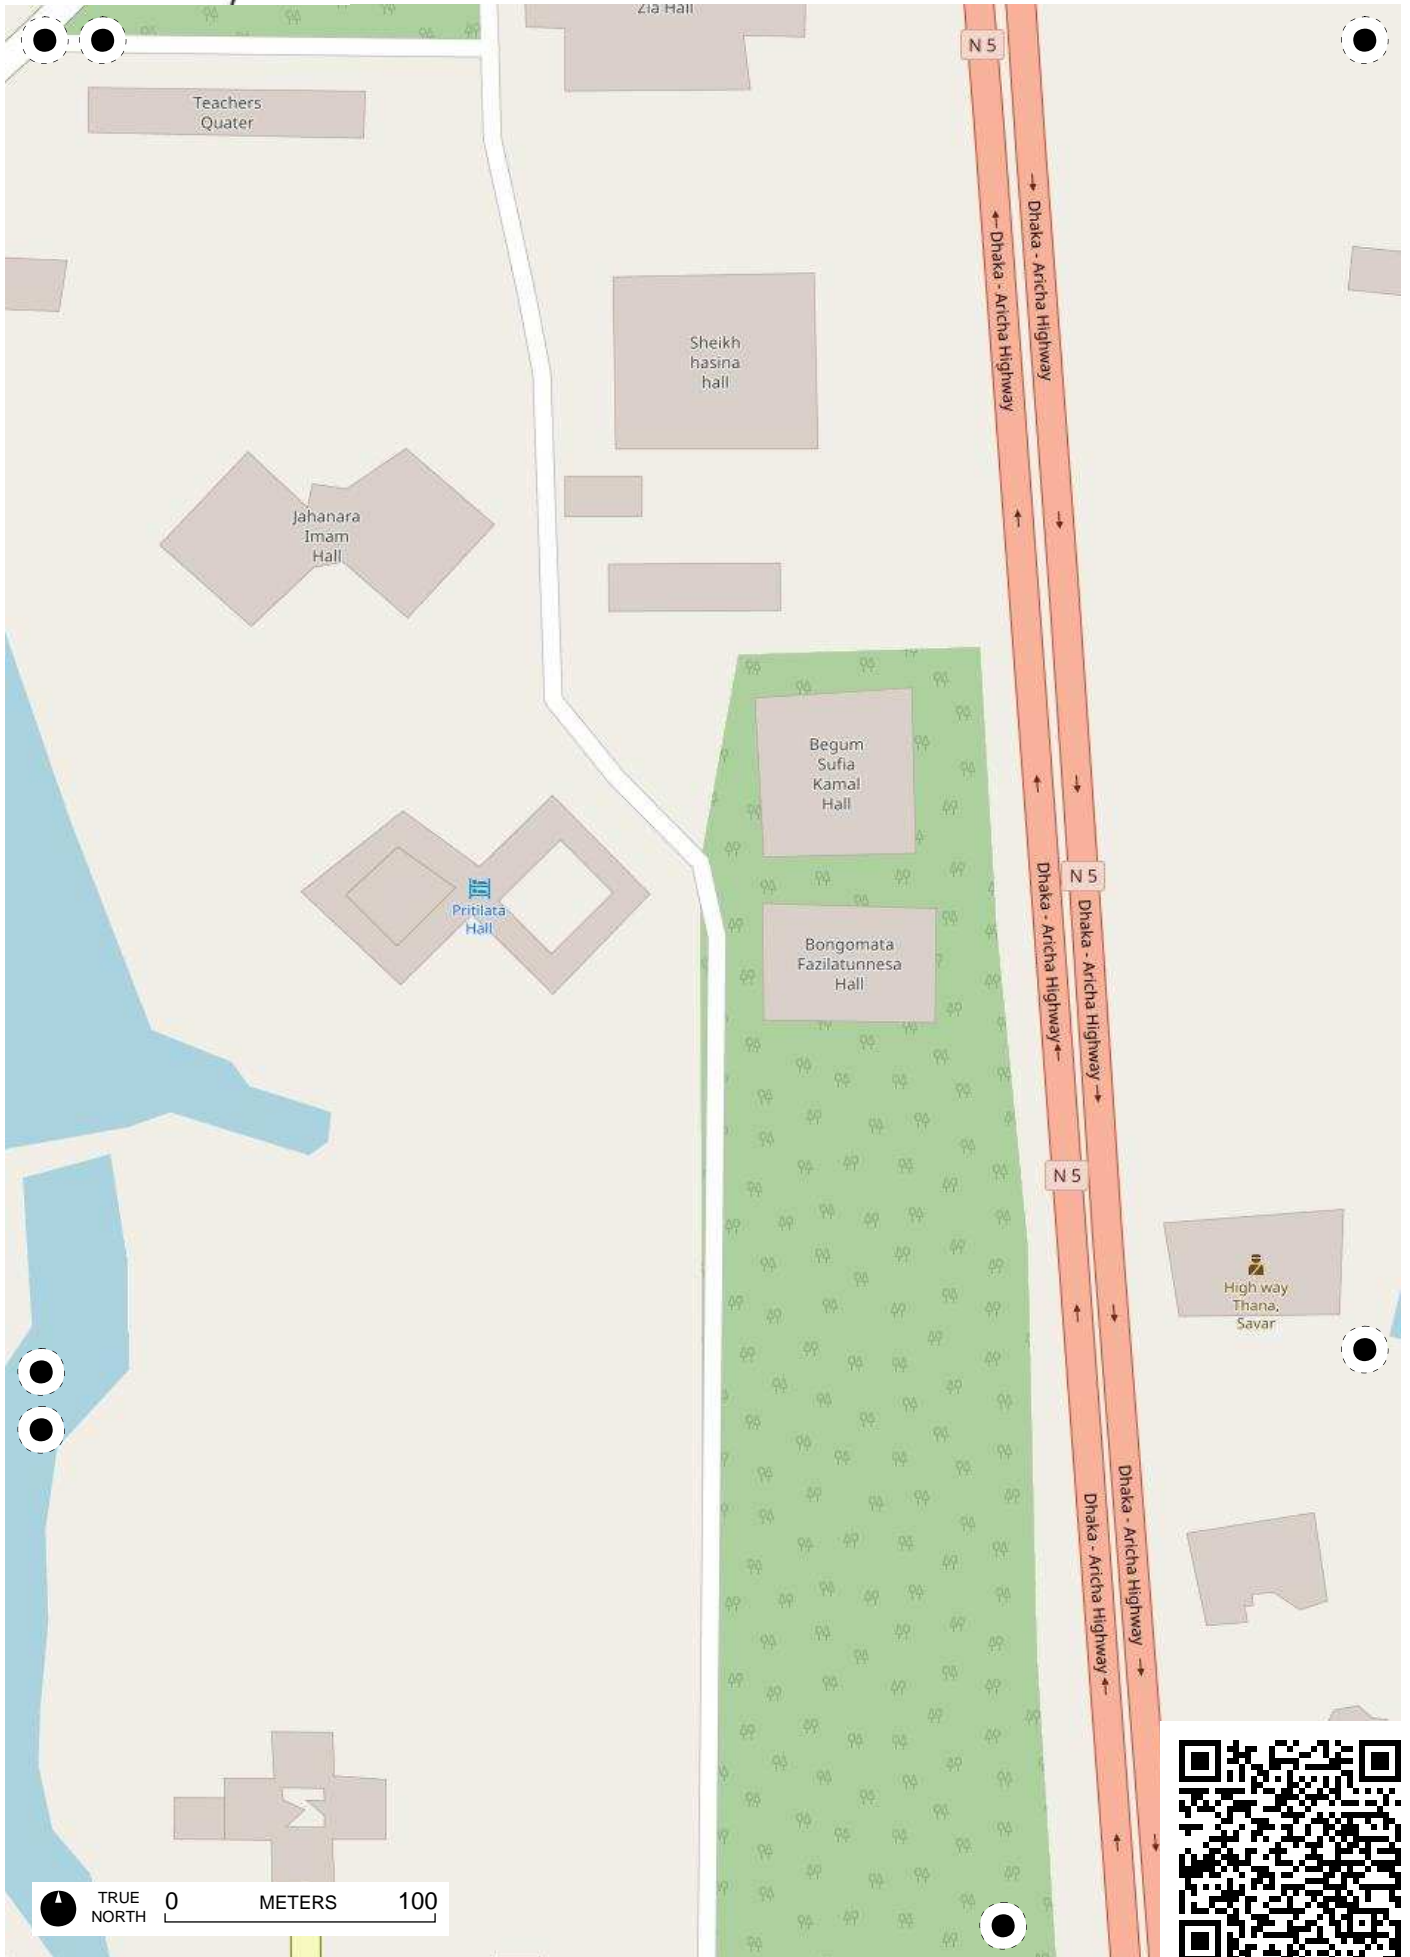 Zia Hall
N 5
Teachers
Quater
Dhaka - Aricha Highway
Dhaka - Aricha Highway
Sheikh
hasina
hall
Jahanara
Imam
Hall
Begum
Sufia
Kamal
Hall
N 5
Pritilata
Hall
Bongomata
Fazilatunnesa
Hall
Dhaka - Aricha Highway
Dhaka - Aricha Highway
N 5
High way
Thana,
Savar
Dhaka - Aricha Highway
Dhaka - Aricha Highway
TRUE
NORTH
0 METERS 100